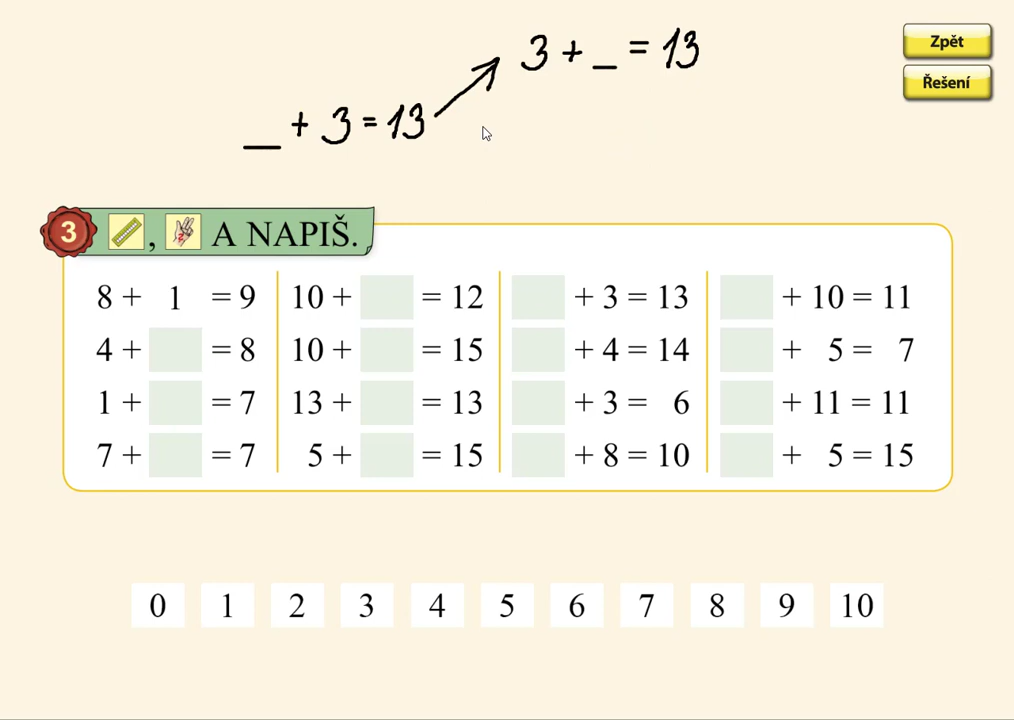 3 + _ = 13
Zpět
Řešení
_ + 3 = 13
3 , A NAPIŠ.
8 + 1 = 9 10 + = 12 + 3 = 13 + 10 = 11
4 + = 8 10 + = 15 + 4 = 14 + 5 = 7
1 + = 7 13 + = 13 + 3 = 6 + 11 = 11
7 + = 7 5 + = 15 + 8 = 10 + 5 = 15
0 1 2 3 4 5 6 7 8 9 10